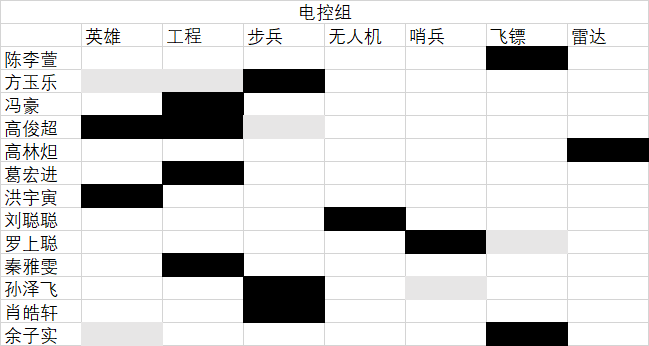 电控组
英雄 工程 步兵 无人机 哨兵 飞镖 雷达
陈李萱
方玉乐
冯豪
高俊超
高林炟
葛宏进
洪宇寅
刘聪聪
罗上聪
秦雅雯
孙泽飞
肖皓轩
余子实